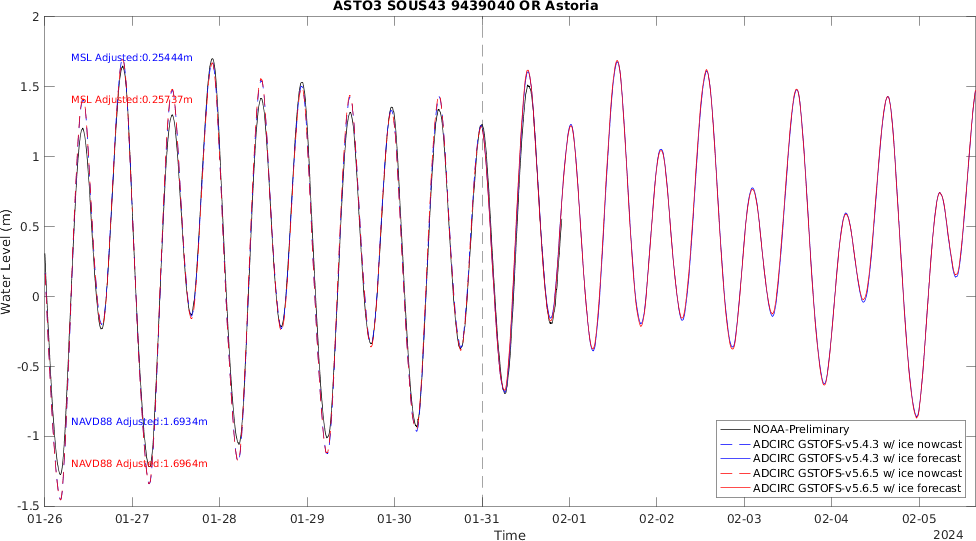 ASTO3 SOUS43 9439040 OR Astoria
2
1.5
1
0.5
0
-0.5
-1
-1.5
Water Level (m)
MSL Adjusted:0.25444m
MSL Adjusted:0.25737m
NAVD88 Adjusted:1.6934m
NAVD88 Adjusted:1.6964m
NOAA-Preliminary
ADCIRC GSTOFS-v5.4.3 w/ ice nowcast
ADCIRC GSTOFS-v5.4.3 w/ ice forecast
ADCIRC GSTOFS-v5.6.5 w/ ice nowcast
ADCIRC GSTOFS-v5.6.5 w/ ice forecast
01-26 01-27 01-28 01-29 01-30 01-31 02-01 02-02 02-03 02-04 02-05
Time
2024